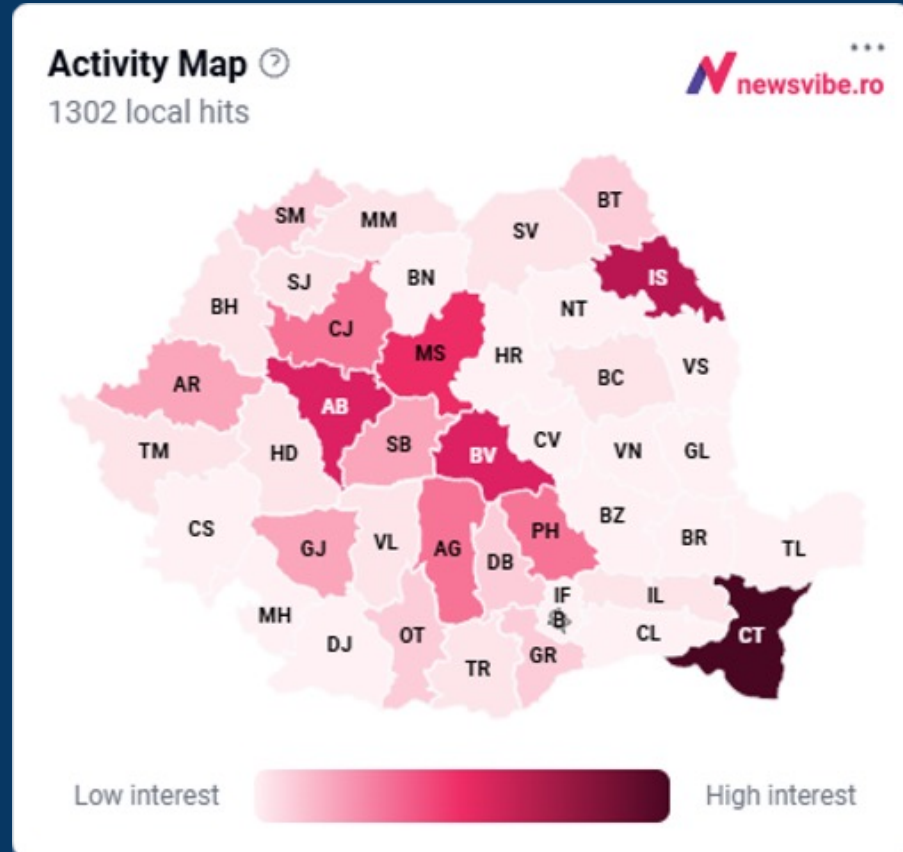 Activity Map ?
...
newsvibe.ro
1302 local hits
BT
SM
MM
SV
IS
BN
SJ
BH
NT
CJ
MS
HR
VS
BC
AR
AB
CV
SB
TM
HD
BV
VN
GL
BZ
CS
PH
BR
VL
GJ
AG
TL
DB
IF
IL
B
MH
CL
CT
OT
DJ
GR
TR
Low interest
High interest